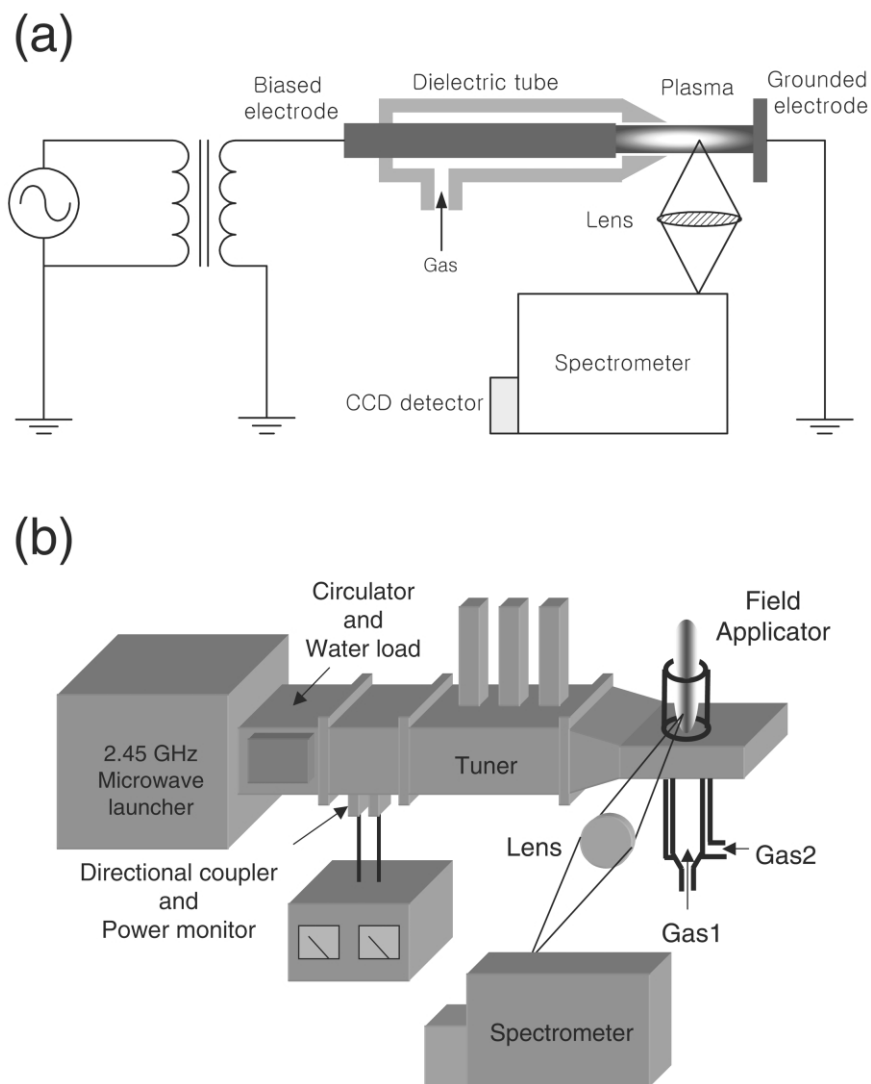 (a)
Biased
electrode
Dielectric tube
Plasma
Grounded
electrode
Lens
Gas
Spectrometer
CCD detector
(b)
Circulator
and
Water load
Field
Applicator
2.45 GHz
Microwave
launcher
Tuner
Lens
Gas2
Directional coupler
and
Power monitor
Gas1
Spectrometer